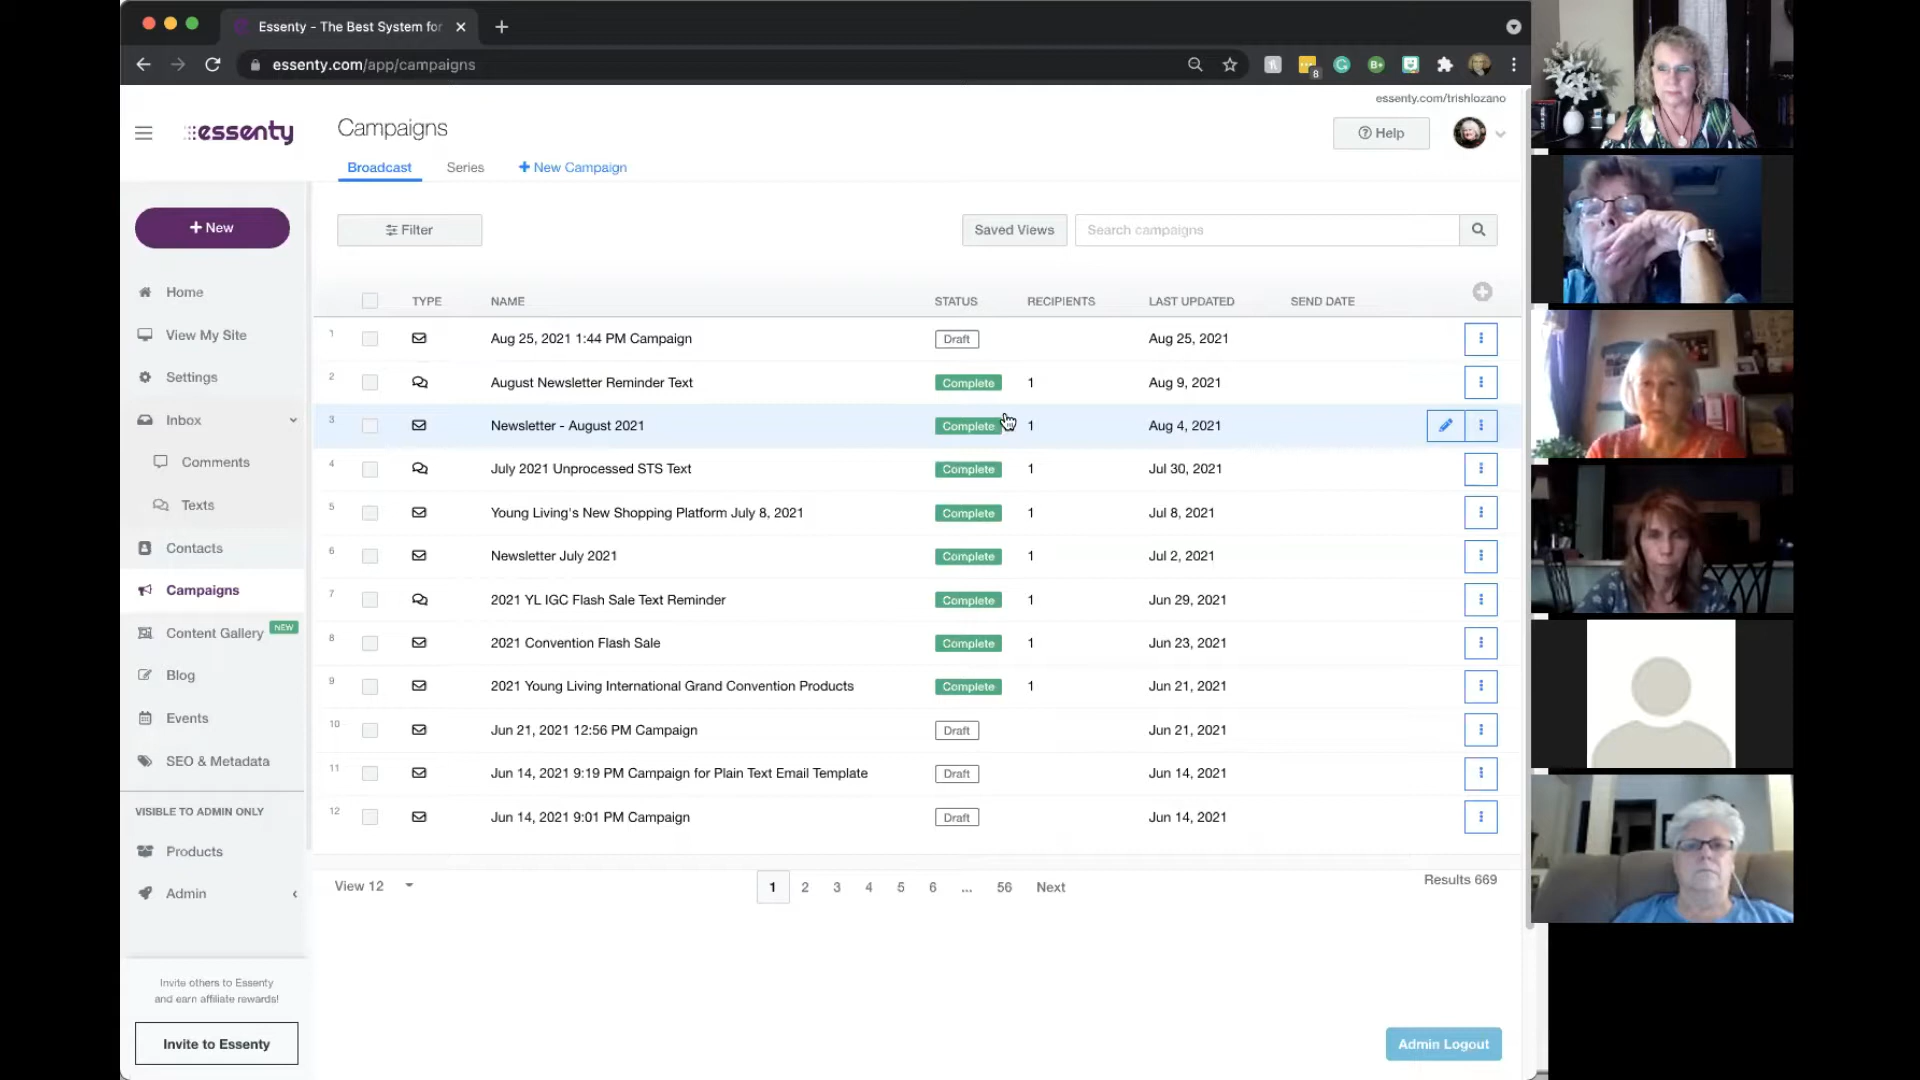 Essenty - The Best System for
essenty.com/app/campaigns
8
essenty.com/trishlozano
essenty
Campaigns
Help
Broadcast Series + New Campaign
+ New
Filter
Saved Views
Search campaigns
Home
View My Site
Settings
Inbox
Comments
Texts
Contacts
Campaigns
Content Gallery NEW
Blog
Events
SEO & Metadata
VISIBLE TO ADMIN ONLY
Products
Admin
Invite others to Essenty
and earn affiliate rewards!
Invite to Essenty
TYPE NAME STATUS RECIPIENTS LAST UPDATED SEND DATE
1 Aug 25, 2021 1:44 PM Campaign Draft Aug 25, 2021
2 August Newsletter Reminder Text Complete 1 Aug 9, 2021
3 Newsletter - August 2021 Complete 1 Aug 4, 2021
4 July 2021 Unprocessed STS Text Complete 1 Jul 30, 2021
5 Young Living's New Shopping Platform July 8, 2021 Complete 1 Jul 8, 2021
6 Newsletter July 2021 Complete 1 Jul 2, 2021
7 2021 YL IGC Flash Sale Text Reminder Complete 1 Jun 29, 2021
8 2021 Convention Flash Sale Complete 1 Jun 23, 2021
9 2021 Young Living International Grand Convention Products Complete 1 Jun 21, 2021
10 Jun 21, 2021 12:56 PM Campaign Draft Jun 21, 2021
11 Jun 14, 2021 9:19 PM Campaign for Plain Text Email Template Draft Jun 14, 2021
12 Jun 14, 2021 9:01 PM Campaign Draft Jun 14, 2021
View 12
1 2 3 4 5 6 ... 56 Next
Results 669
Admin Logout